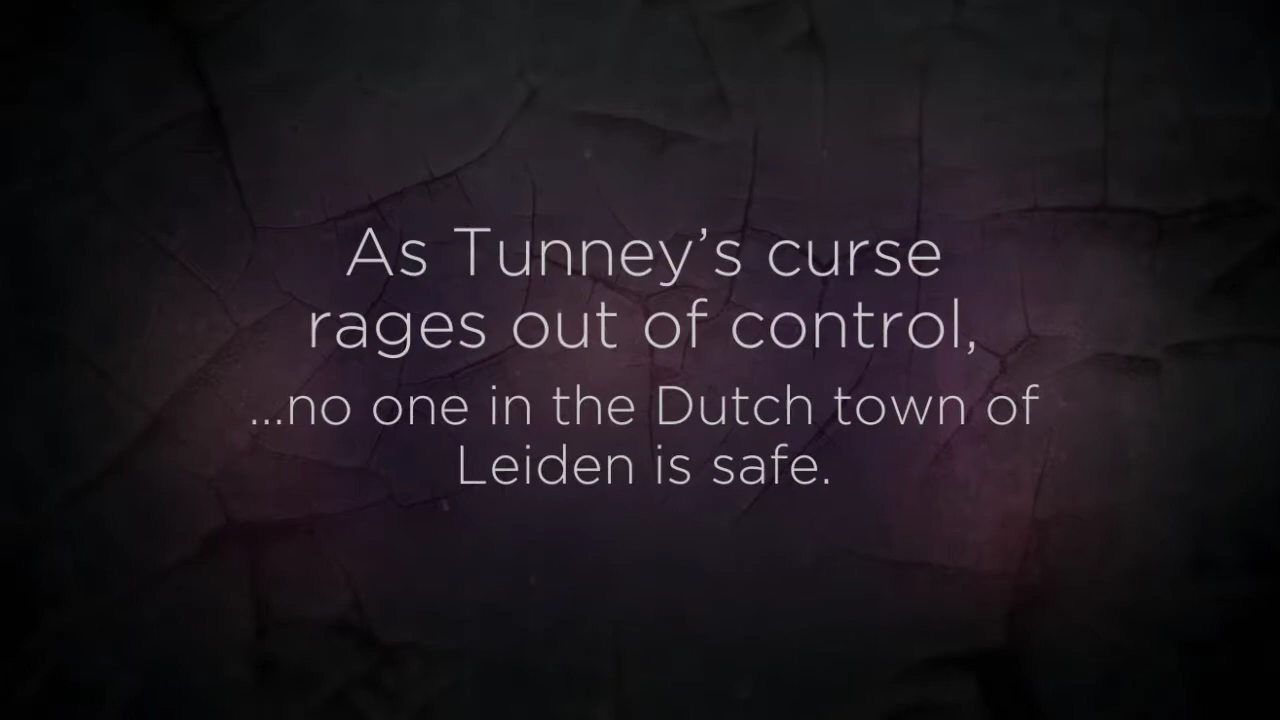 As Tunney’s curse
rages out of control,
...no one in the Dutch town of
Leiden is safe.